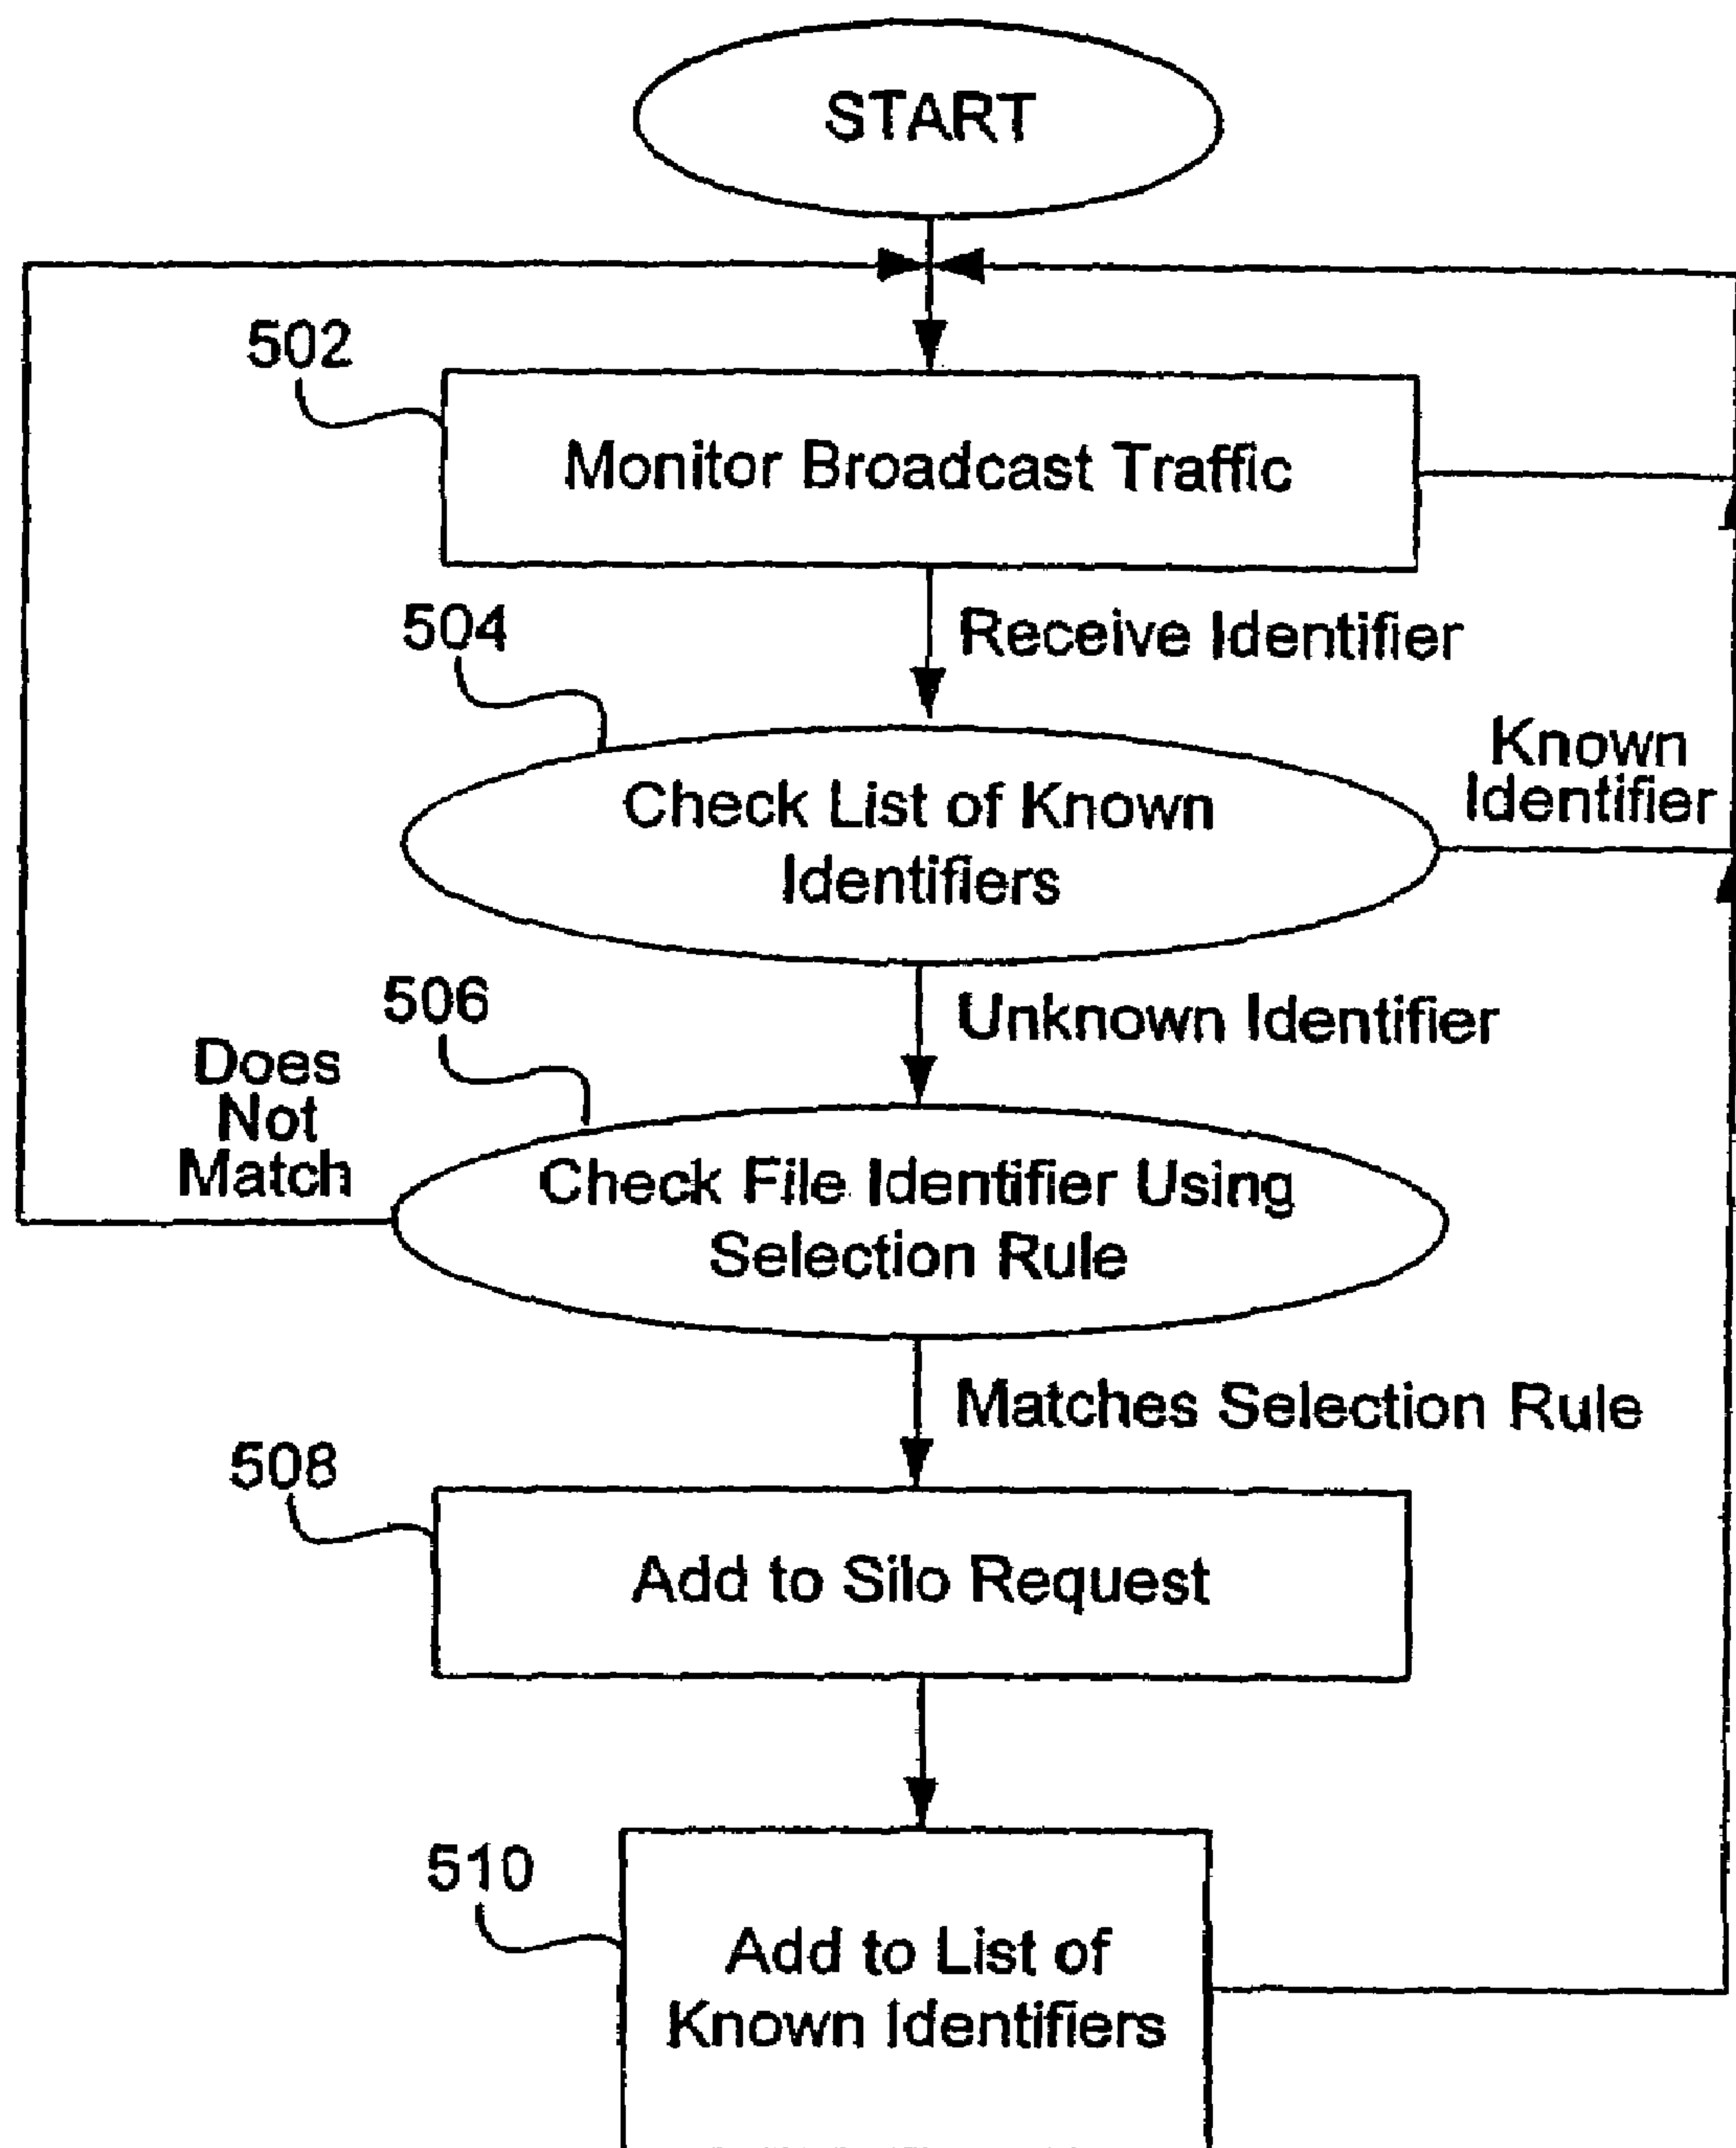 START
502
Monitor Broadcast Traffic
504
Receive Identifier
Known
Identifier
Check List of Known
Identifiers
506
Unknown Identifier
Does
Not
Match
Check File Identifier Using
Selection Rule
Matches Selection Rule
508
Add to Silo Request
510
Add to List of
Known Identifiers